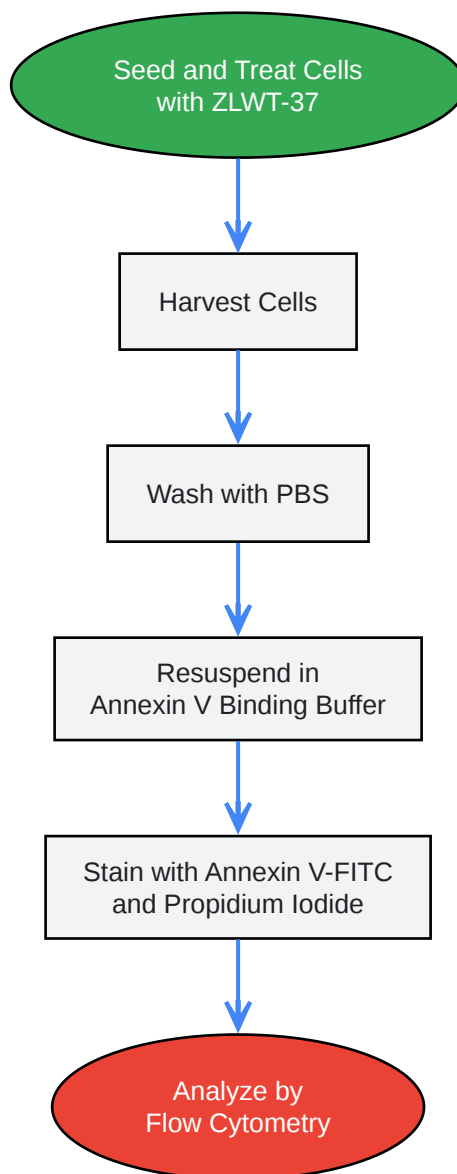 Seed and Treat Cells
with ZLWT-37
Harvest Cells
Wash with PBS
Resuspend in
Annexin V Binding Buffer
Stain with Annexin V-FITC
and Propidium Iodide
Analyze by
Flow Cytometry